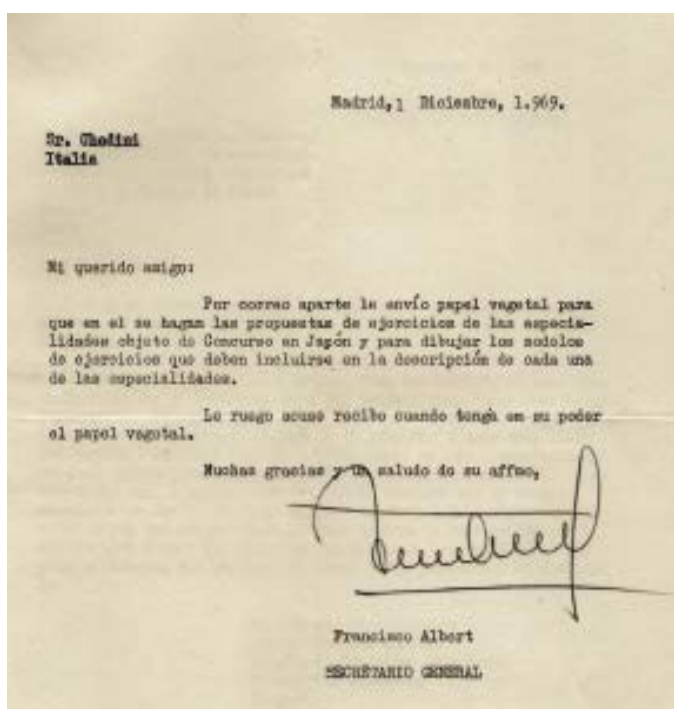 Madrid, 1 Diciembre, 1.969.
Sr. Ghedini
Italia
Mi querido amigo:
Por correo aparte le envío papel vegetal para
que en el se hagan las propuestas de ejercicios de las especia-
lidades objeto de Concurso en Japón y para dibujar los modelos
de ejercicios que deben incluirse en la descripción de cada una
de las especialidades.
Le ruego acuse recibo cuando tenga en su poder
el papel vegetal.
Muchas gracias y un saludo de su affmo,
Francisco Albert
SECRETARIO GENERAL